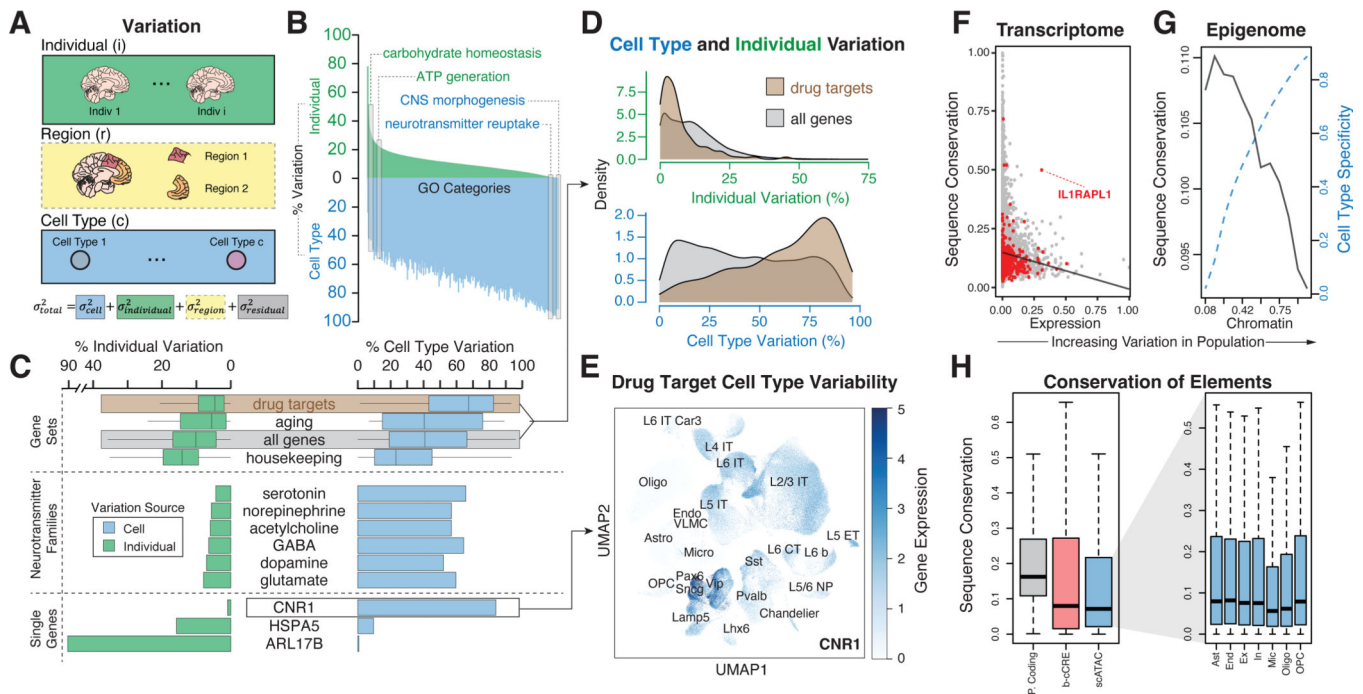 A
Variation
Individual (i)
Indiv 1
...
Indiv i
Region (r)
Region 1
Region 2
Cell Type (c)
Cell Type 1
...
Cell Type c
σ²total = σ²cell + σ²individual + σ²region + σ²residual
B
100
80
60
40
20
0
20
40
60
80
100
% Variation
Individual
Cell Type
carbohydrate homeostasis
ATP generation
CNS morphogenesis
neurotransmitter reuptake
GO Categories
C
% Individual Variation
90 40 20 0
% Cell Type Variation
0 20 40 60 80 100
Gene Sets
drug targets
aging
all genes
housekeeping
Neurotransmitter Families
Variation Source
Cell
Individual
serotonin
norepinephrine
acetylcholine
GABA
dopamine
glutamate
Single Genes
CNR1
HSPA5
ARL17B
D
Cell Type and Individual Variation
Density
7.5
5.0
2.5
0.0
drug targets
all genes
0 25 50 75
Individual Variation (%)
2.0
1.5
1.0
0.5
0.0
0 25 50 75 100
Cell Type Variation (%)
E
Drug Target Cell Type Variability
UMAP2
L6 IT Car3
L4 IT
L6 IT
L2/3 IT
Oligo
L5 IT
Endo
VLMC
Astro
Micro
L5 ET
L6 CT
L6 b
Sst
OPC
Pax6
Sncg
Vip
L5/6 NP
Pvalb
Lamp5
Chandelier
Lhx6
CNR1
UMAP1
5
4
3
2
1
0
Gene Expression
F
Transcriptome
Sequence Conservation
1.00
0.75
0.50
0.25
0.00
IL1RAPL1
0.00 0.25 0.50 0.75 1.00
Expression
G
Epigenome
Sequence Conservation
0.110
0.105
0.100
0.095
0.08 0.42 0.75
Chromatin
0.8
0.6
0.4
0.2
0.0
Cell Type Specificity
Increasing Variation in Population
H
Conservation of Elements
Sequence Conservation
0.6
0.5
0.4
0.3
0.2
0.1
0.0
P. Coding
b-cCRE
scATAC
0.5
0.4
0.3
0.2
0.1
0.0
Ast
End
Ex
In
Mic
Oligo
OPC